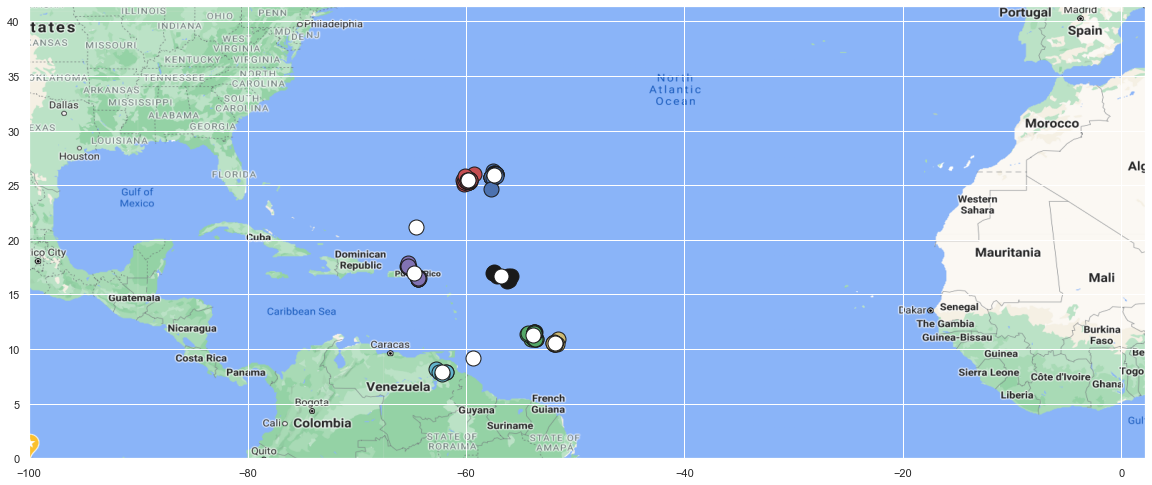 40
35
30
25
20
15
10
5
0
tates
ILLINOIS
OHIO
PENN
INDIANA
Philadelphia
MD
DE
NJ
KANSAS
MISSOURI
WEST
VIRGINIA
KENTUCKY
VIRGINIA
OKLAHOMA
TENNESSEE
NORTH
CAROLINA
ARKANSAS
Dallas
MISSISSIPPI
SOUTH
CAROLINA
ALABAMA
GEORGIA
EXAS
LOUISIANA
Houston
FLORIDA
Gulf of
Mexico
Cuba
ico City
Dominican
Republic
Guatemala
Caribbean Sea
Nicaragua
Costa Rica
Panama
Caracas
Venezuela
Bogota
Colombia
Cali
Quito
Guyana
Suriname
French
Guiana
STATE OF
RORAIMA
STATE OF
AMAPA
North
Atlantic
Ocean
Portugal
Madrid
Spain
Morocco
Alg
Western
Sahara
Mauritania
Mali
Dakar
Senegal
The Gambia
Guinea-Bissau
Burkina
Faso
Guinea
Be
Sierra Leone
Côte d'Ivoire
Togo
Ghana
Liberia
Gul
−100
−80
−60
−40
−20
0